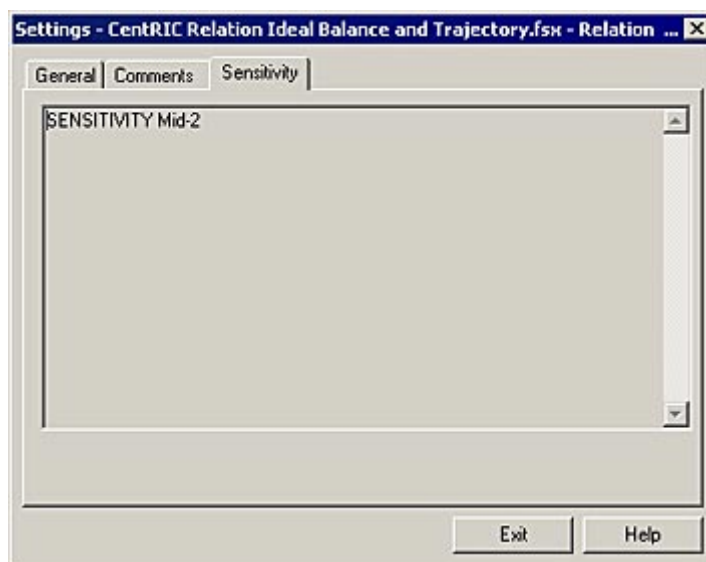 Settings - CentRIC Relation Ideal Balance and Trajectory.fsx - Relation ...
General Comments Sensitivity
SENSITIVITY Mid-2
Exit Help